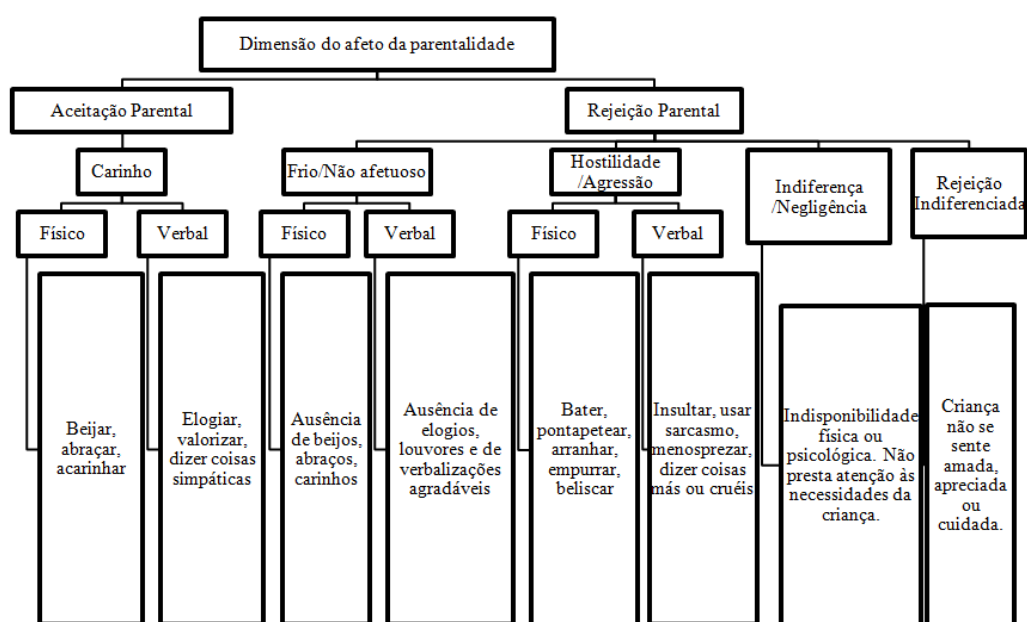 Dimensão do afeto da parentalidade
Aceitação Parental
Rejeição Parental
Carinho
Frio/Não afetuoso
Hostilidade
/Agressão
Indiferença
/Negligência
Rejeição
Indiferenciada
Físico
Verbal
Físico
Verbal
Físico
Verbal
Beijar,
abraçar,
acarinhar
Elogiar,
valorizar,
dizer coisas
simpáticas
Ausência
de beijos,
abraços,
carinhos
Ausência de
elogios,
louvores e de
verbalizações
agradáveis
Bater,
pontapetear,
arranhar,
empurrar,
beliscar
Insultar, usar
sarcasmo,
menosprezar,
dizer coisas
más ou cruéis
Indisponibilidade
física ou
psicológica. Não
presta atenção às
necessidades da
criança.
Criança
não se
sente
amada,
apreciada
ou
cuidada.